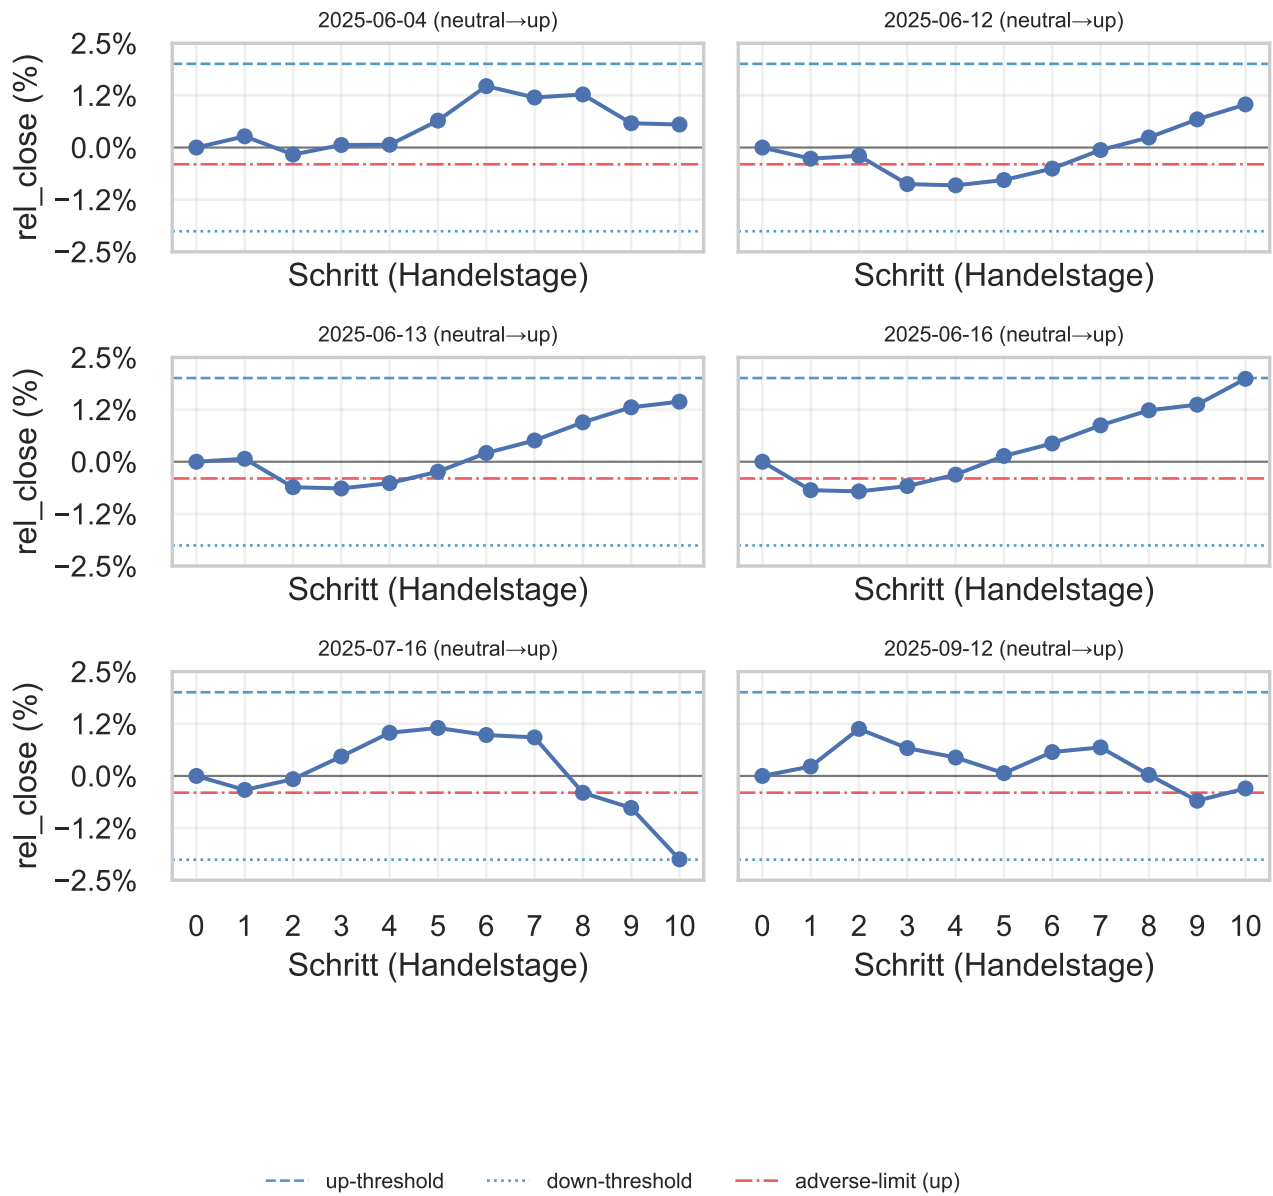 2025-06-04 (neutral→up)
2025-06-12 (neutral→up)
rel_close (%)
2.5%
1.2%
0.0%
−1.2%
−2.5%
Schritt (Handelstage)
Schritt (Handelstage)
2025-06-13 (neutral→up)
2025-06-16 (neutral→up)
rel_close (%)
2.5%
1.2%
0.0%
−1.2%
−2.5%
Schritt (Handelstage)
Schritt (Handelstage)
2025-07-16 (neutral→up)
2025-09-12 (neutral→up)
rel_close (%)
2.5%
1.2%
0.0%
−1.2%
−2.5%
0 1 2 3 4 5 6 7 8 9 10
0 1 2 3 4 5 6 7 8 9 10
Schritt (Handelstage)
Schritt (Handelstage)
up-threshold
down-threshold
adverse-limit (up)